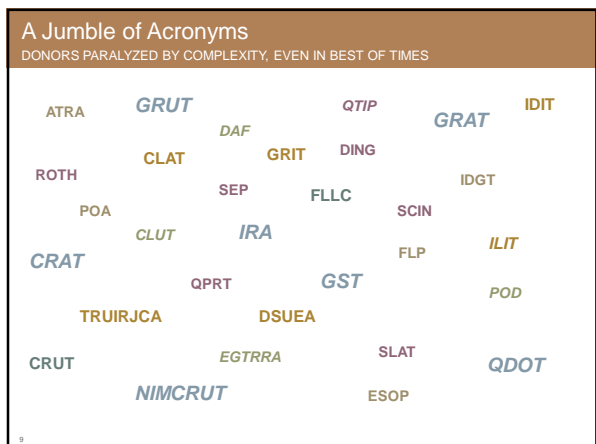 A Jumble of Acronyms
DONORS PARALYZED BY COMPLEXITY, EVEN IN BEST OF TIMES
ATRA GRUT QTIP IDIT
DAF GRAT
CLAT GRIT DING
ROTH SEP FLLC IDGT
POA SCIN
CLUT IRA ILIT
CRAT FLP
QPRT GST POD
TRUIRJCA DSUEA
CRUT EGTRRA SLAT QDOT
NIMCRUT ESOP
9